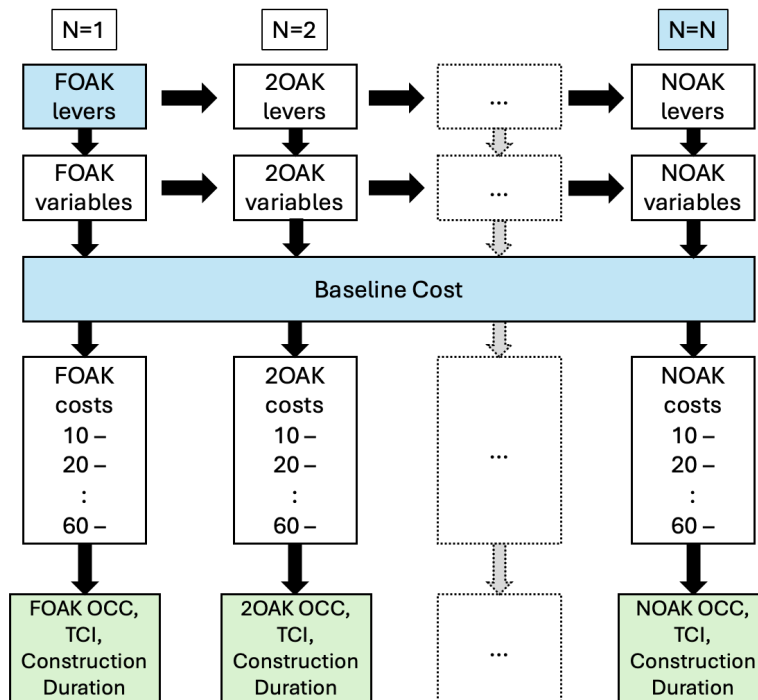 N=1
N=2
N=N
FOAK
levers
2OAK
levers
...
NOAK
levers
FOAK
variables
2OAK
variables
...
NOAK
variables
Baseline Cost
FOAK
costs
10 –
20 –
:
60 –
2OAK
costs
10 –
20 –
:
60 –
...
NOAK
costs
10 –
20 –
:
60 –
FOAK OCC,
TCI,
Construction
Duration
2OAK OCC,
TCI,
Construction
Duration
...
NOAK OCC,
TCI,
Construction
Duration